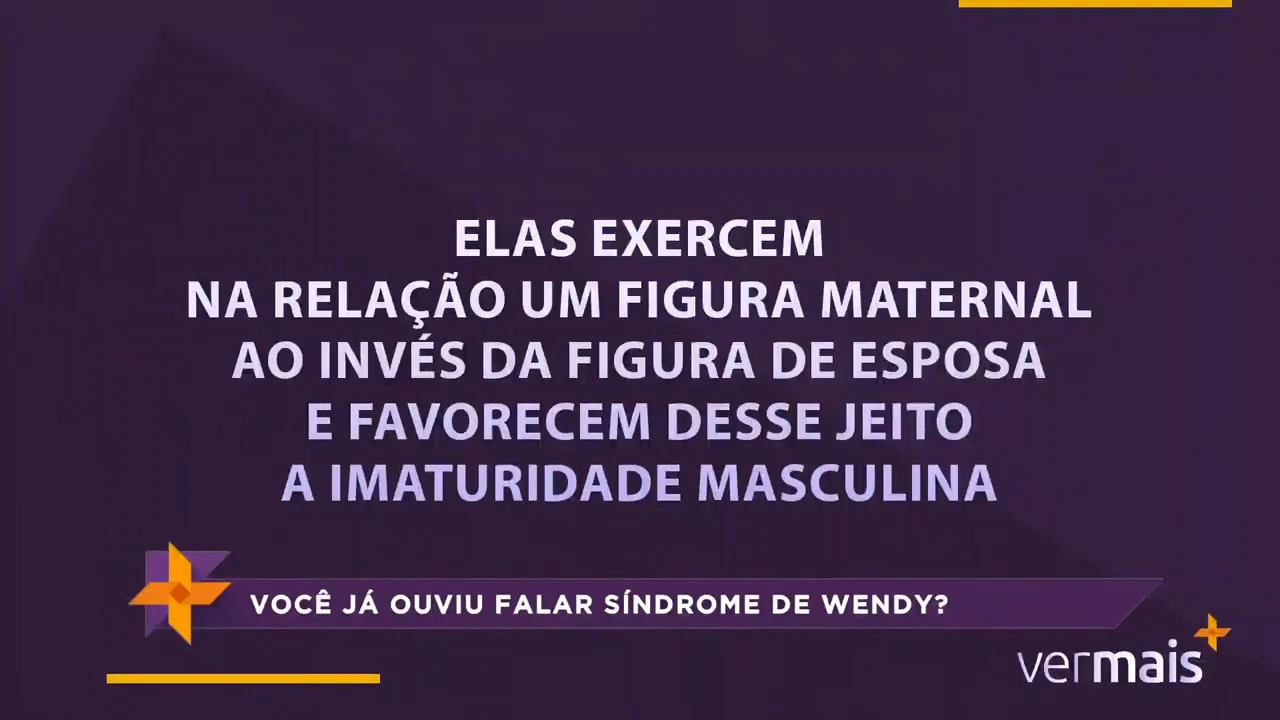 ELAS EXERCEM
NA RELAÇÃO UM FIGURA MATERNAL
AO INVÉS DA FIGURA DE ESPOSA
E FAVORECEM DESSE JEITO
A IMATURIDADE MASCULINA
VOCÊ JÁ OUVIU FALAR SÍNDROME DE WENDY?
vermais